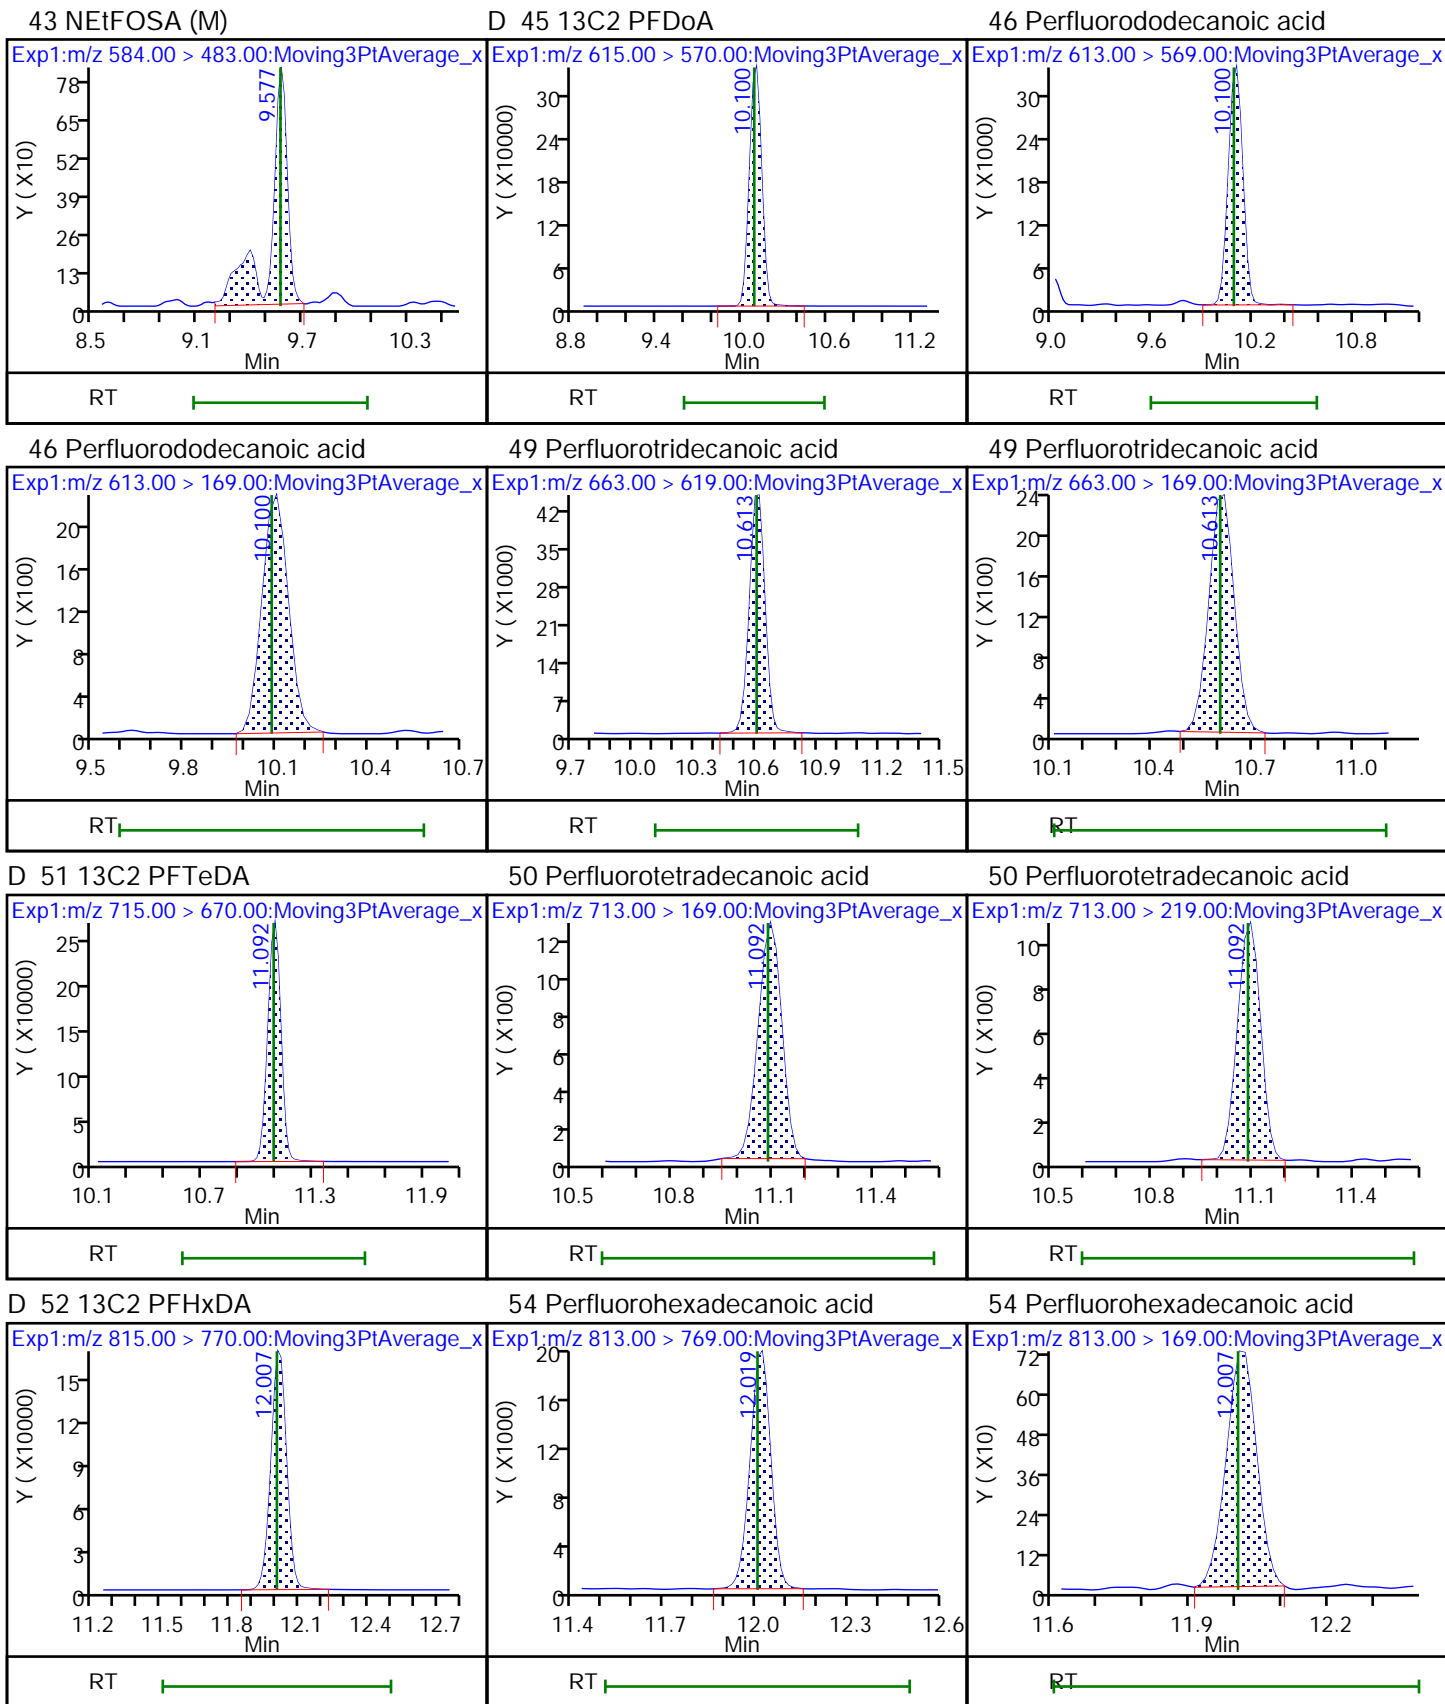 43 NEtFOSA (M)
Exp1:m/z 584.00 > 483.00:Moving3PtAverage_x
Y ( X10)
78
65
52
39
26
13
0
9.577
8.5 9.1 9.7 10.3
Min
RT
D 45 13C2 PFDoA
Exp1:m/z 615.00 > 570.00:Moving3PtAverage_x
Y ( X10000)
30
24
18
12
6
0
10.100
8.8 9.4 10.0 10.6 11.2
Min
RT
46 Perfluorododecanoic acid
Exp1:m/z 613.00 > 569.00:Moving3PtAverage_x
Y ( X1000)
30
24
18
12
6
0
10.100
9.0 9.6 10.2 10.8
Min
RT
46 Perfluorododecanoic acid
Exp1:m/z 613.00 > 169.00:Moving3PtAverage_x
Y ( X100)
20
16
12
8
4
0
10.100
9.5 9.8 10.1 10.4 10.7
Min
RT
49 Perfluorotridecanoic acid
Exp1:m/z 663.00 > 619.00:Moving3PtAverage_x
Y ( X1000)
42
35
28
21
14
7
0
10.613
9.7 10.0 10.3 10.6 10.9 11.2 11.5
Min
RT
49 Perfluorotridecanoic acid
Exp1:m/z 663.00 > 169.00:Moving3PtAverage_x
Y ( X100)
24
20
16
12
8
4
0
10.613
10.1 10.4 10.7 11.0
Min
RT
D 51 13C2 PFTeDA
Exp1:m/z 715.00 > 670.00:Moving3PtAverage_x
Y ( X10000)
25
20
15
10
5
0
11.092
10.1 10.7 11.3 11.9
Min
RT
50 Perfluorotetradecanoic acid
Exp1:m/z 713.00 > 169.00:Moving3PtAverage_x
Y ( X100)
12
10
8
6
4
2
0
11.092
10.5 10.8 11.1 11.4
Min
RT
50 Perfluorotetradecanoic acid
Exp1:m/z 713.00 > 219.00:Moving3PtAverage_x
Y ( X100)
10
8
6
4
2
0
11.092
10.5 10.8 11.1 11.4
Min
RT
D 52 13C2 PFHxDA
Exp1:m/z 815.00 > 770.00:Moving3PtAverage_x
Y ( X10000)
15
12
9
6
3
0
12.007
11.2 11.5 11.8 12.1 12.4 12.7
Min
RT
54 Perfluorohexadecanoic acid
Exp1:m/z 813.00 > 769.00:Moving3PtAverage_x
Y ( X1000)
20
16
12
8
4
0
12.019
11.4 11.7 12.0 12.3 12.6
Min
RT
54 Perfluorohexadecanoic acid
Exp1:m/z 813.00 > 169.00:Moving3PtAverage_x
Y ( X10)
72
60
48
36
24
12
0
12.007
11.6 11.9 12.2
Min
RT